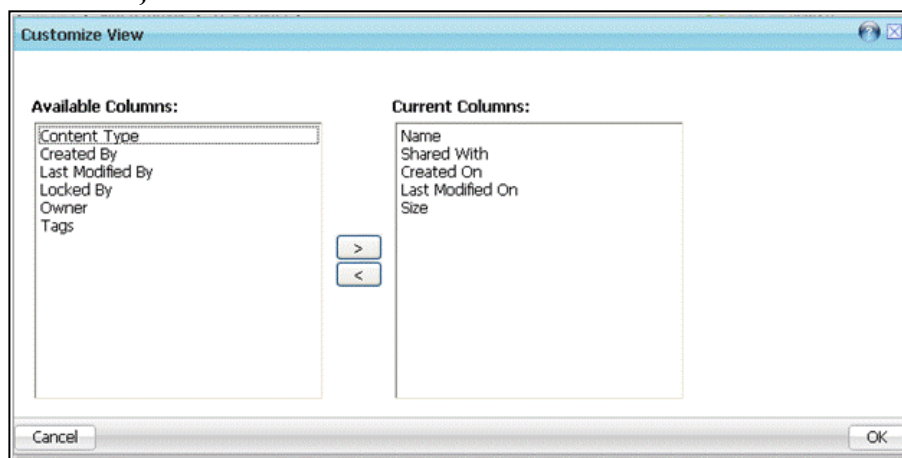 Customize View
Available Columns:
Content Type
Created By
Last Modified By
Locked By
Owner
Tags
>
<
Current Columns:
Name
Shared With
Created On
Last Modified On
Size
Cancel
OK